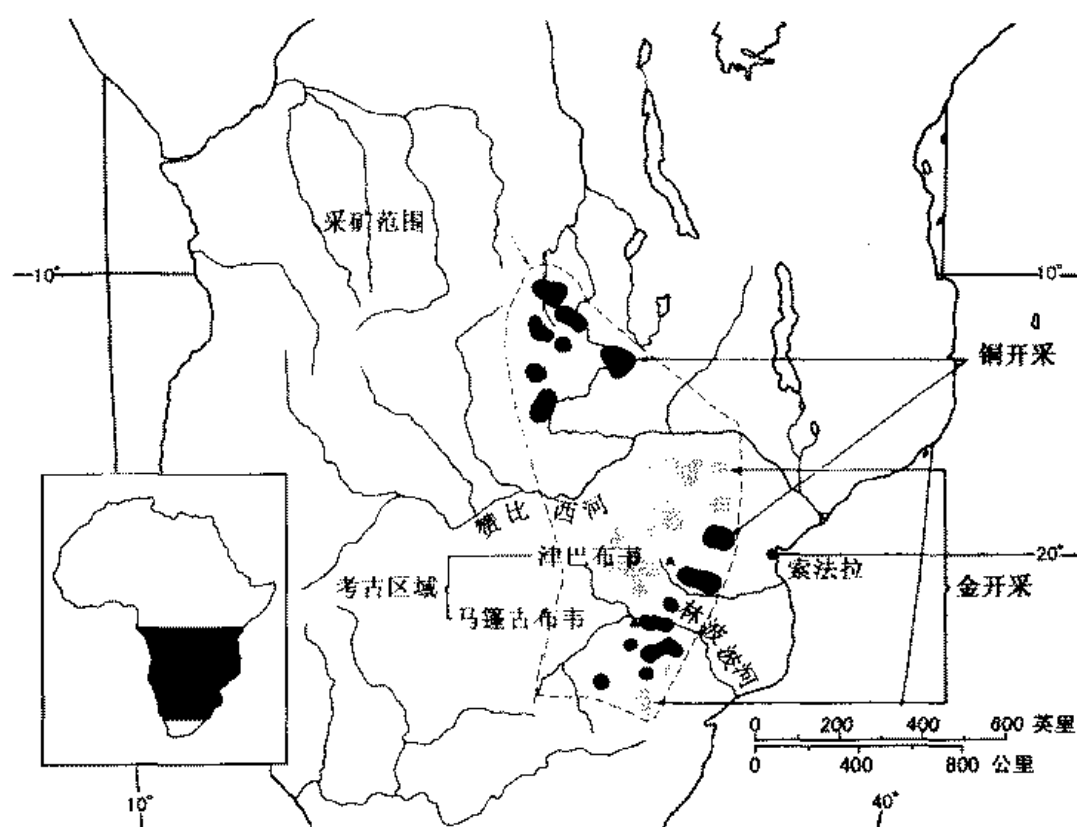 采矿范围
10°
10°
铜开采
赞比西河
津巴布韦
20°
索法拉
考古区域
金开采
马篷古布韦
林波波河
0 200 400 600 英里
0 400 800 公里
10°
40°